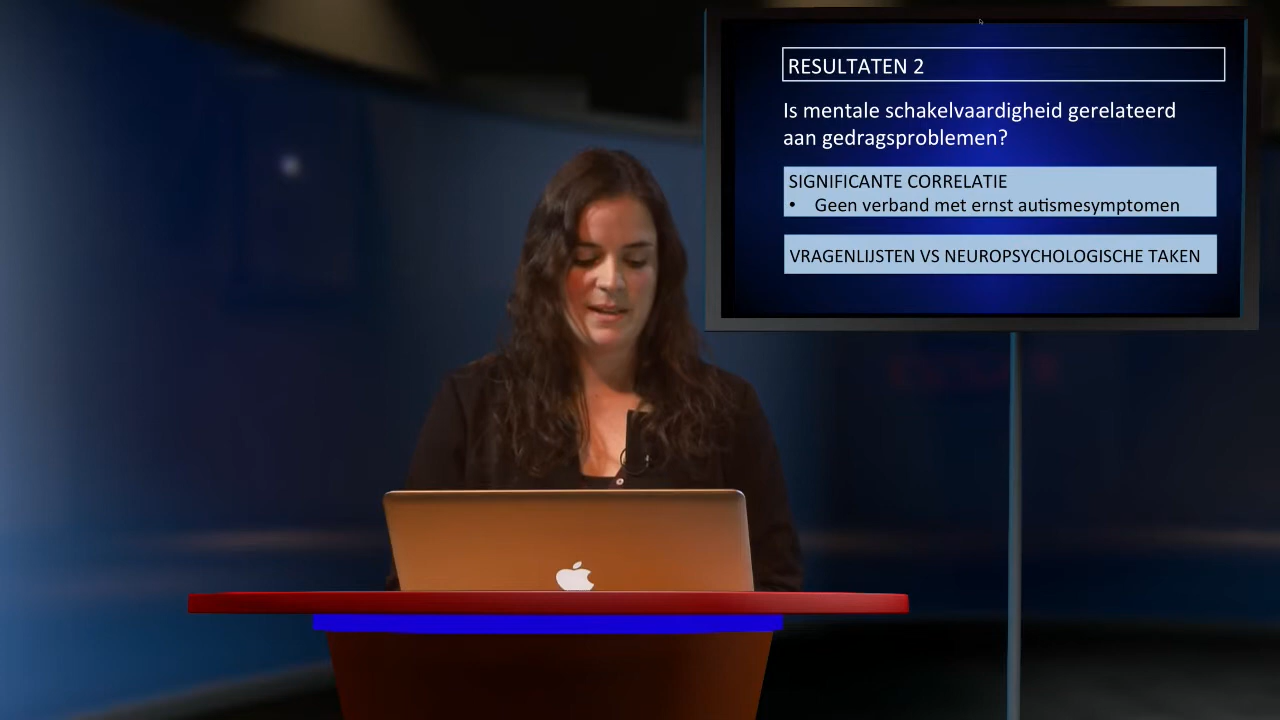 RESULTATEN 2
Is mentale schakelvaardigheid gerelateerd
aan gedragsproblemen?
SIGNIFICANTE CORRELATIE
• Geen verband met ernst autismesymptomen
VRAGENLIJSTEN VS NEUROPSYCHOLOGISCHE TAKEN